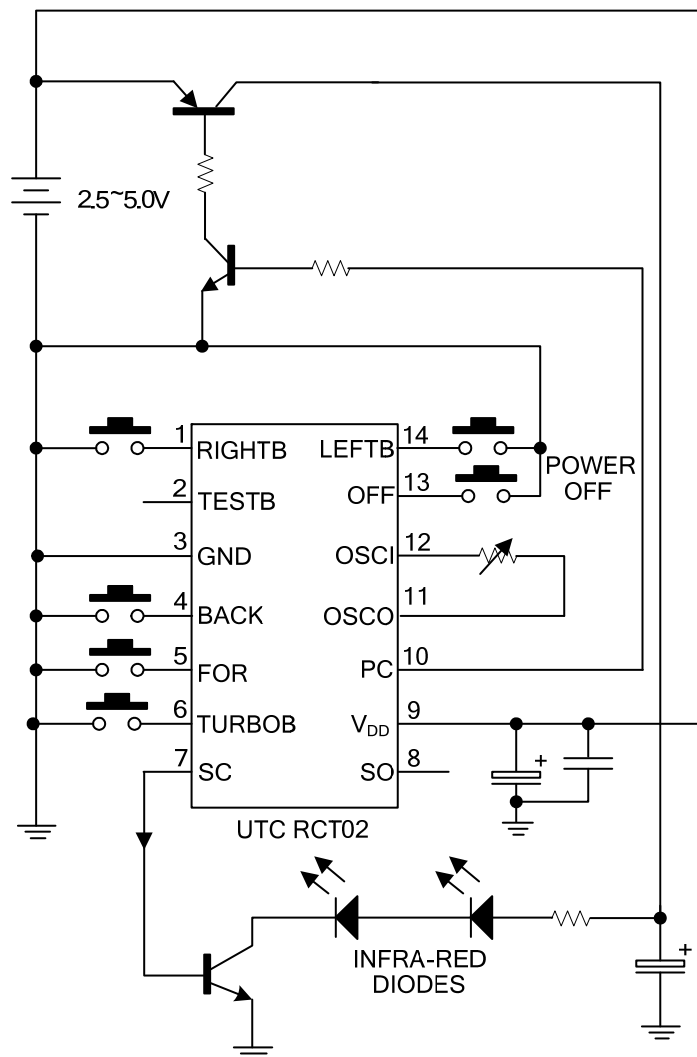 2.5~5.0V
1 RIGHTB LEFTB 14
2 TESTB OFF 13
POWER
OFF
3 GND OSCI 12
4 BACK OSCO 11
5 FOR PC 10
6 TURBOB VDD 9
+
7 SC SO 8
UTC RCT02
INFRA-RED
DIODES
+